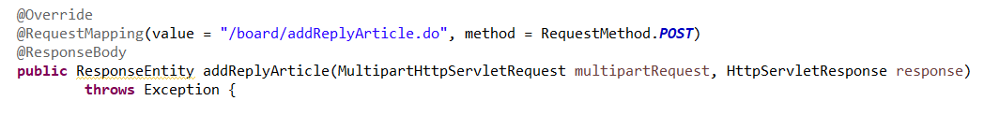 @Override
@RequestMapping(value = "/board/addReplyArticle.do", method = RequestMethod.POST)
@ResponseBody
public ResponseEntity addReplyArticle(MultipartHttpServletRequest multipartRequest, HttpServletResponse response)
throws Exception {